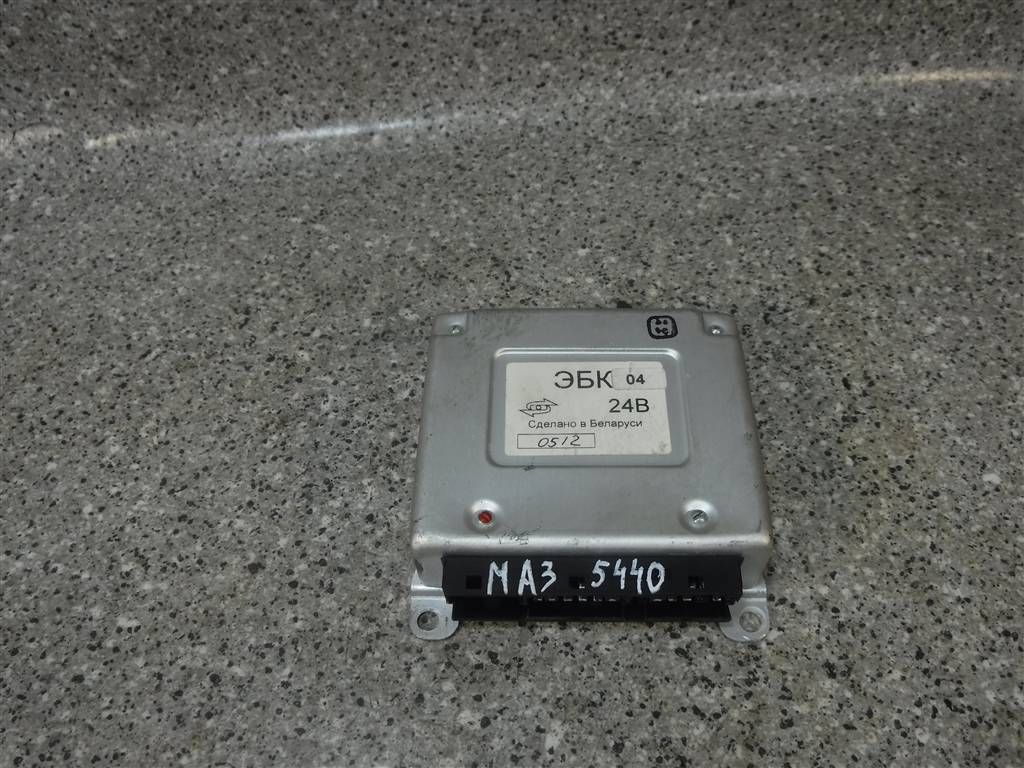 ЭБК 04
24В
Сделано в Беларуси
0512
МАЗ 5440